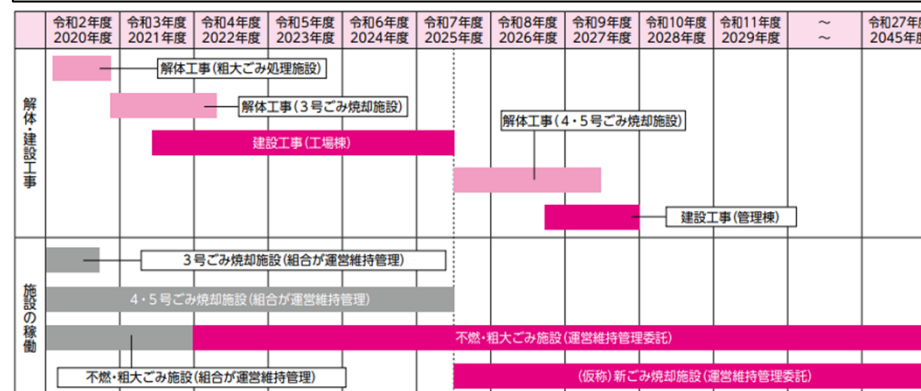 令和2年度 令和3年度 令和4年度 令和5年度 令和6年度 令和7年度 令和8年度 令和9年度 令和10年度 令和11年度 ～ 令和27年度
2020年度 2021年度 2022年度 2023年度 2024年度 2025年度 2026年度 2027年度 2028年度 2029年度 ～ 2045年度
解体・建設工事
解体工事(粗大ごみ処理施設)
解体工事(3号ごみ焼却施設)
解体工事(4・5号ごみ焼却施設)
建設工事(工場棟)
建設工事(管理棟)
施設の稼働
3号ごみ焼却施設(組合が運営維持管理)
4・5号ごみ焼却施設(組合が運営維持管理)
不燃・粗大ごみ施設(運営維持管理委託)
不燃・粗大ごみ施設(組合が運営維持管理)
(仮称)新ごみ焼却施設(運営維持管理委託)